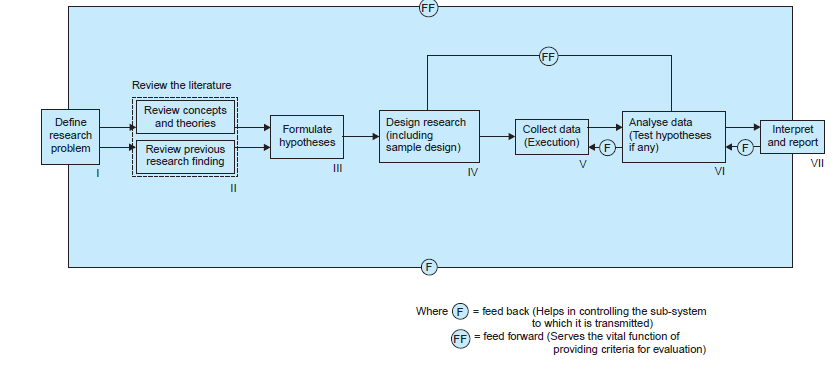 FF
FF
Review the literature
Define
research
problem
I
Review concepts
and theories
Review previous
research finding
II
Formulate
hypotheses
III
Design research
(including
sample design)
IV
Collect data
(Execution)
V
F
Analyse data
(Test hypotheses
if any)
VI
F
Interpret
and report
VII
F
Where F = feed back (Helps in controlling the sub-system
to which it is transmitted)
FF = feed forward (Serves the vital function of
providing criteria for evaluation)